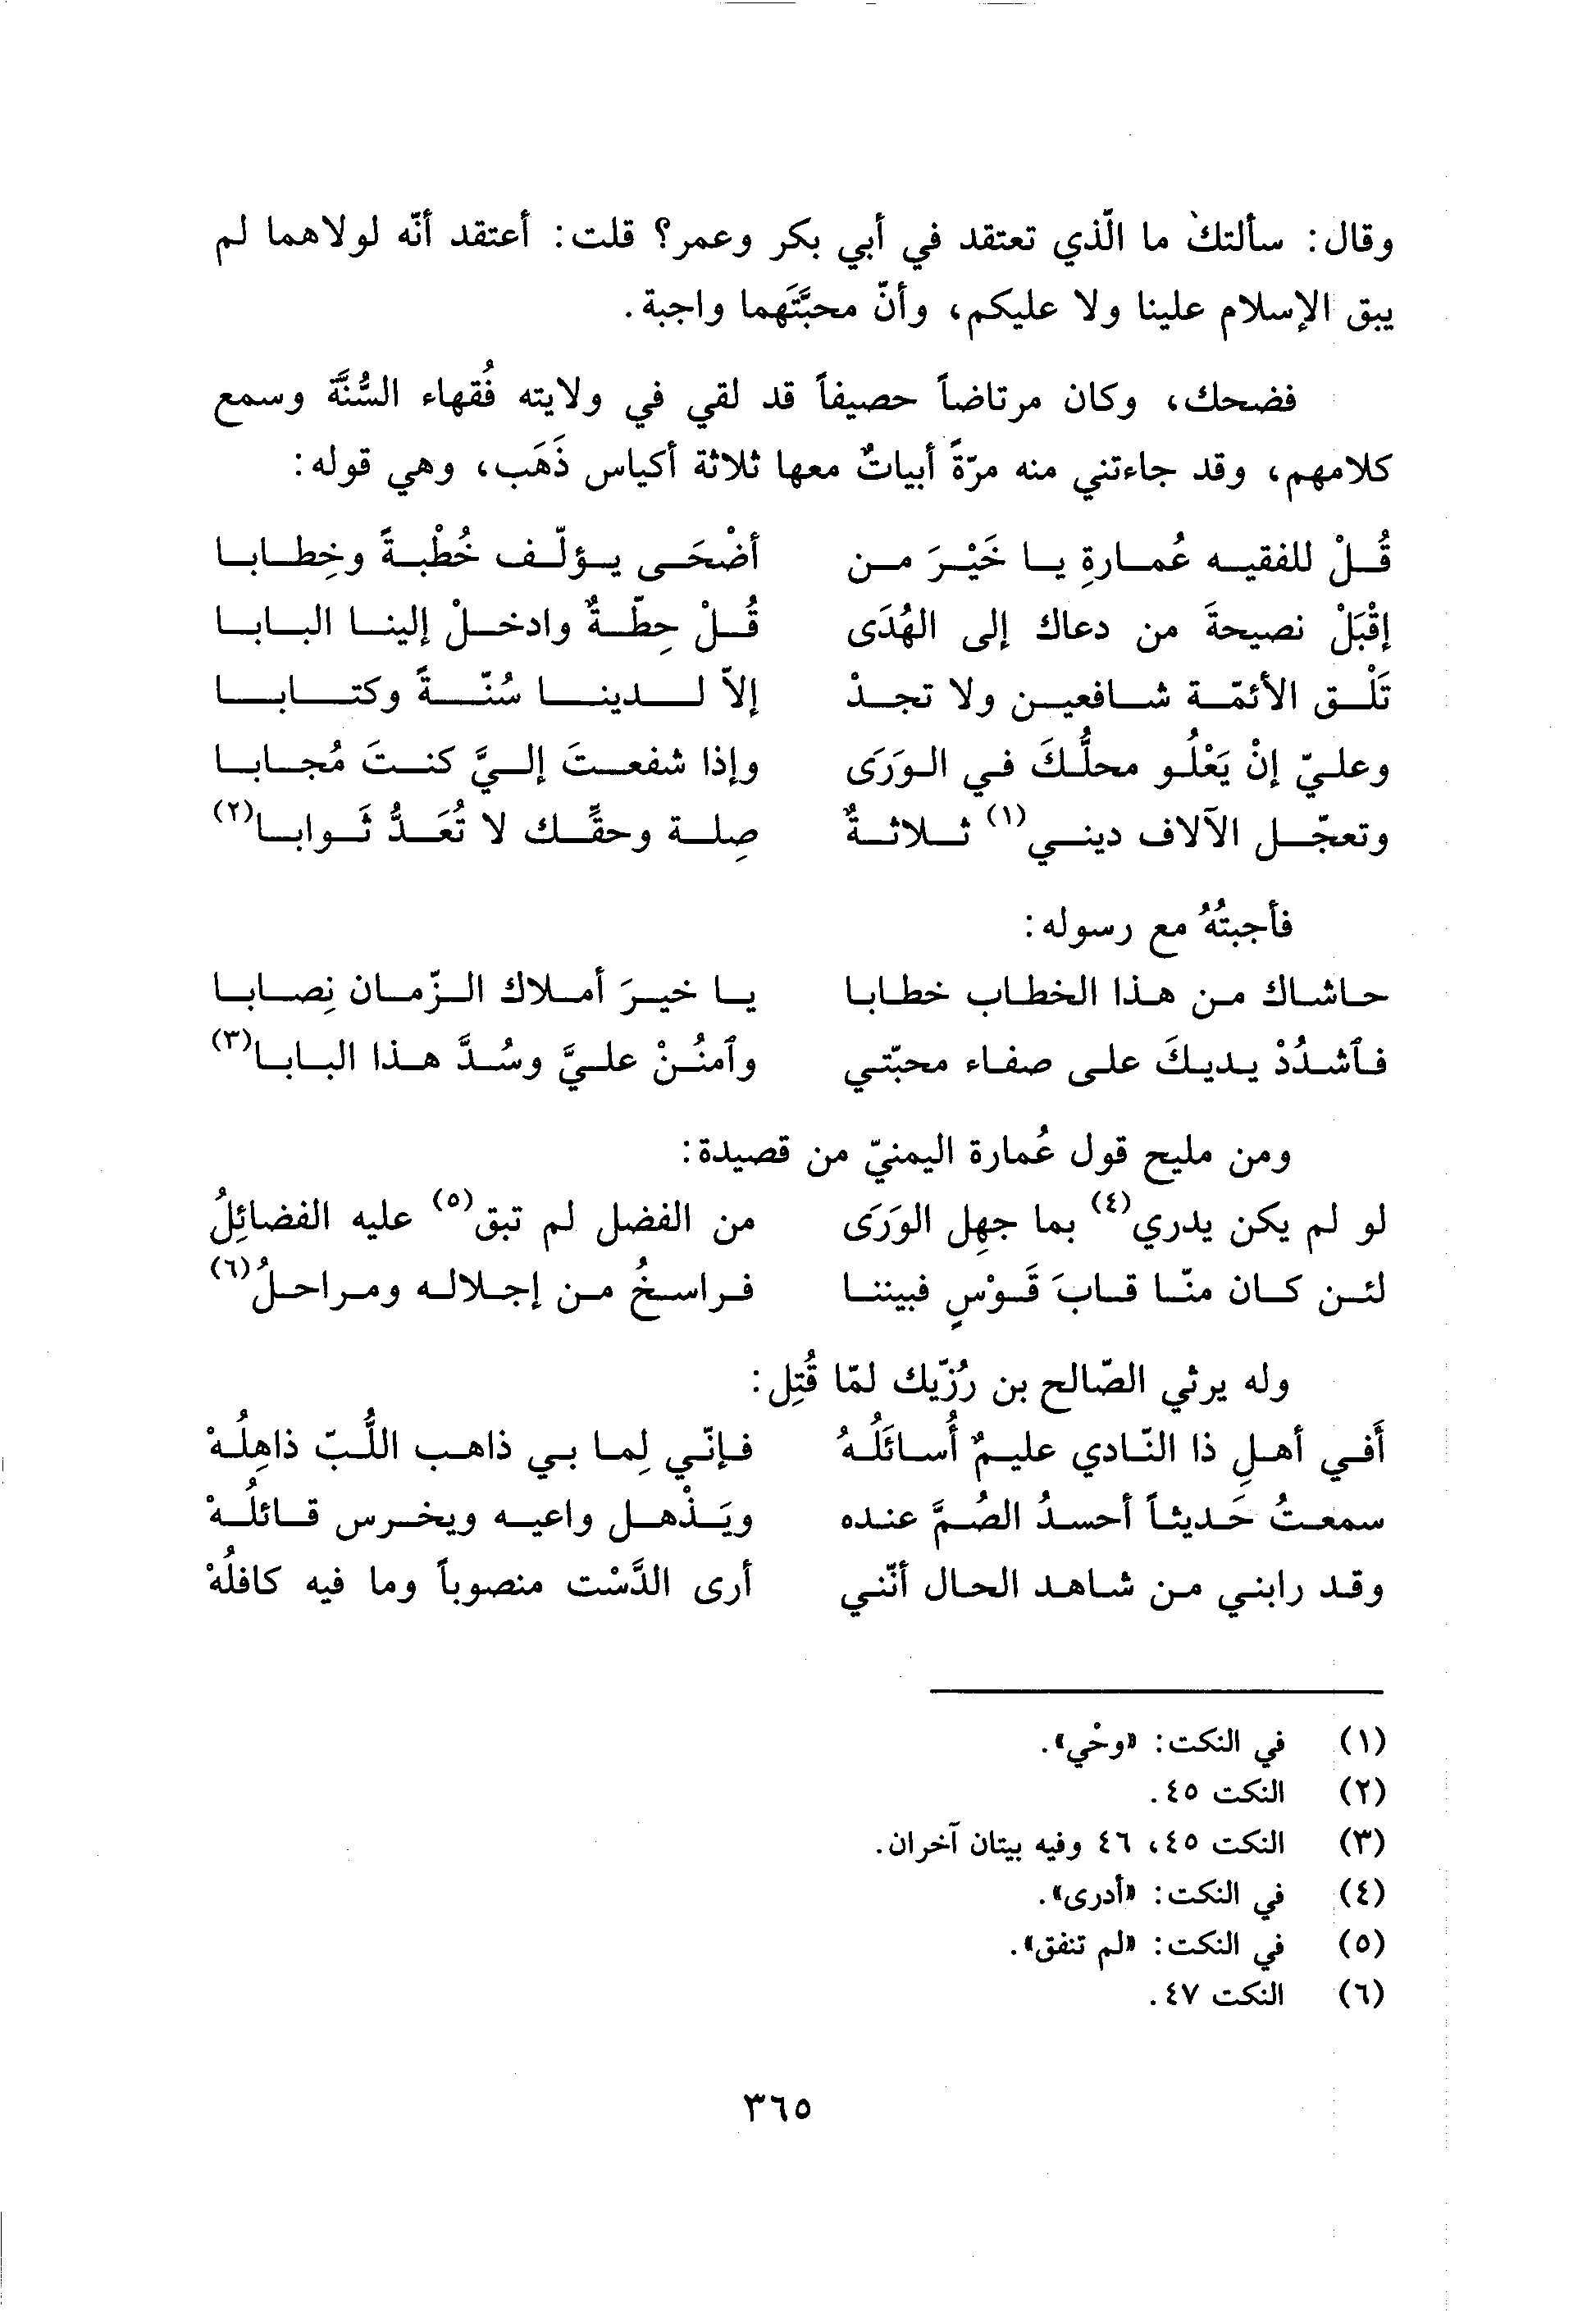 وقال: سألتك ما الّذي تعتقد في أبي بكر وعمر؟ قلت: أعتقد أنّه لولاهما لم
يبق الإسلام علينا ولا عليكم، وأنّ محبَّتَهما واجبة.
فضحك، وكان مرتاضاً حصيفاً قد لقي في ولايته فُقهاء السُّنَّة وسمع
كلامهم، وقد جاءتني منه مرّةً أبياتٌ معها ثلاثة أكياس ذَهَب، وهي قوله:
قُلْ للفقيه عُمارةِ يا خَيْرَ من أضْحَى يؤلّف خُطْبةً وخِطابا
إقْبَلْ نصيحةَ من دعاك إلى الهُدَى قُلْ حِطّةٌ وادخلْ إلينا البابا
تَلْق الأئمّة شافعين ولا تجدْ إلاّ لدينا سُنّةً وكتابا
وعليّ إنْ يَعْلُو محلُّكَ في الوَرَى وإذا شفعتَ إليَّ كنتَ مُجابا
وتعجّل الآلاف ديني(١) ثلاثةٌ صِلة وحقِّك لا تُعَدُّ ثَوابا(٢)
فأجبتُهُ مع رسوله:
حاشاك من هذا الخطاب خطابا يا خيرَ أملاك الزّمان نِصابا
فٱشدُدْ يديكَ على صفاء محبّتي وٱمنُنْ عليَّ وسُدَّ هذا البابا(٣)
ومن مليح قول عُمارة اليمنيّ من قصيدة:
لو لم يكن يدري(٤) بما جهِل الوَرَى من الفضل لم تبق(٥) عليه الفضائِلُ
لئن كان منّا قابَ قَوْسٍ فبيننا فراسخُ من إجلاله ومراحلُ(٦)
وله يرثي الصّالح بن رُزّيك لمّا قُتِل:
أَفي أهلِ ذا النّادي عليمٌ أُسائَلُهُ فإنّي لِما بي ذاهب اللُّبّ ذاهِلُهْ
سمعتُ حَديثاً أحسدُ الصُمَّ عنده ويَذْهل واعيه ويخرس قائلُهْ
وقد رابني من شاهد الحال أنّني أرى الدَّسْت منصوباً وما فيه كافلُهْ
(١) في النكت: «وحْي».
(٢) النكت ٤٥.
(٣) النكت ٤٥، ٤٦ وفيه بيتان آخران.
(٤) في النكت: «أدرى».
(٥) في النكت: «لم تنفق».
(٦) النكت ٤٧.
٣٦٥